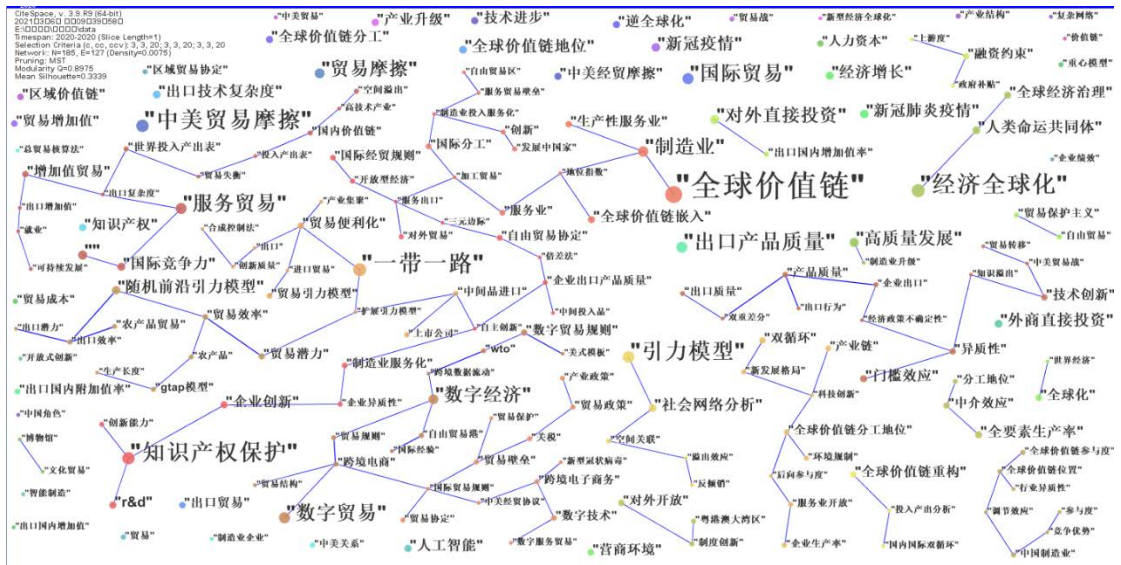 CiteSpace, v. 3.9.R9 (64-bit)
Timespan: 2020-2020 (Slice Length=1)
Selection Criteria (c, cc, ccv): 3, 3, 20; 3, 3, 20; 3, 3, 20
Network: N=185, E=127 (Density=0.0075)
Pruning: MST
Modularity Q=0.8975
Mean Silhouette=0.3339
"中美贸易"
"产业升级"
"技术进步"
"逆全球化"
"贸易战"
"新型经济全球化"
"产业结构"
"复杂网络"
"全球价值链分工"
"全球价值链地位"
"新冠疫情"
"人力资本"
"上游度"
"融资约束"
"价值链"
"区域贸易协定"
"贸易摩擦"
"自由贸易区"
"中美经贸摩擦"
"国际贸易"
"经济增长"
"政府补贴"
"重心模型"
"区域价值链"
"出口技术复杂度"
"空间溢出"
"服务贸易壁垒"
"全球经济治理"
"贸易增加值"
"中美贸易摩擦"
"高技术产业"
"制造业投入服务化"
"生产性服务业"
"对外直接投资"
"新冠肺炎疫情"
"人类命运共同体"
"总贸易核算法"
"世界投入产出表"
"国内价值链"
"创新"
"国际分工"
"发展中国家"
"制造业"
"出口国内增加值率"
"企业绩效"
"增加值贸易"
"投入产出表"
"国际经贸规则"
"贸易失衡"
"开放型经济"
"加工贸易"
"地位指数"
"全球价值链"
"经济全球化"
"出口复杂度"
"出口增加值"
"服务贸易"
"产业集聚"
"服务出口"
"服务业"
"全球价值链嵌入"
"贸易保护主义"
"知识产权"
"合成控制法"
"贸易便利化"
"三元边际"
"就业"
"对外贸易"
"自由贸易协定"
"出口产品质量"
"高质量发展"
"自由贸易"
"出口"
"贸易转移"
""
"国际竞争力"
"创新质量"
"进口贸易"
"一带一路"
"倍差法"
"制造业升级"
"中美贸易战"
"可持续发展"
"企业出口产品质量"
"产品质量"
"知识溢出"
"随机前沿引力模型"
"贸易引力模型"
"中间品进口"
"出口质量"
"企业出口"
"技术创新"
"贸易成本"
"贸易效率"
"扩展引力模型"
"中间投入品"
"双重差分"
"出口行为"
"外商直接投资"
"出口潜力"
"农产品贸易"
"上市公司"
"自主创新"
"数字贸易规则"
"经济政策不确定性"
"出口效率"
"wto"
"美式模板"
"引力模型"
"双循环"
"产业链"
"异质性"
"开放式创新"
"农产品"
"贸易潜力"
"制造业服务化"
"跨境数据流动"
"新发展格局"
"世界经济"
"生产长度"
"产业政策"
"门槛效应"
"分工地位"
"出口国内附加值率"
"gtap模型"
"数字经济"
"科技创新"
"全球化"
"中国角色"
"企业创新"
"企业异质性"
"贸易政策"
"社会网络分析"
"中介效应"
"创新能力"
"贸易保护"
"博物馆"
"贸易规则"
"自由贸易港"
"关税"
"空间关联"
"全球价值链分工地位"
"全要素生产率"
"知识产权保护"
"国际经验"
"全球价值链参与度"
"文化贸易"
"跨境电商"
"贸易壁垒"
"新型冠状病毒"
"溢出效应"
"环境规制"
"全球价值链位置"
"智能制造"
"贸易结构"
"国际贸易规则"
"跨境电子商务"
"反倾销"
"后向参与度"
"全球价值链重构"
"行业异质性"
"r&d"
"出口贸易"
"中美经贸协议"
"对外开放"
"服务业开放"
"投入产出分析"
"调节效应"
"参与度"
"数字贸易"
"贸易协定"
"数字技术"
"粤港澳大湾区"
"出口国内增加值"
"贸易"
"制造业企业"
"竞争优势"
"制度创新"
"中美关系"
"人工智能"
"数字服务贸易"
"营商环境"
"企业生产率"
"国内国际双循环"
"中国制造业"